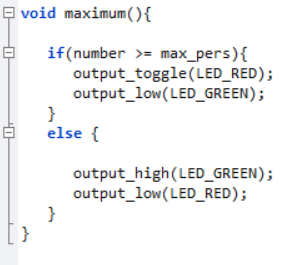 void maximum(){
if(number >= max_pers){
output_toggle(LED_RED);
output_low(LED_GREEN);
}
else {
output_high(LED_GREEN);
output_low(LED_RED);
}
}